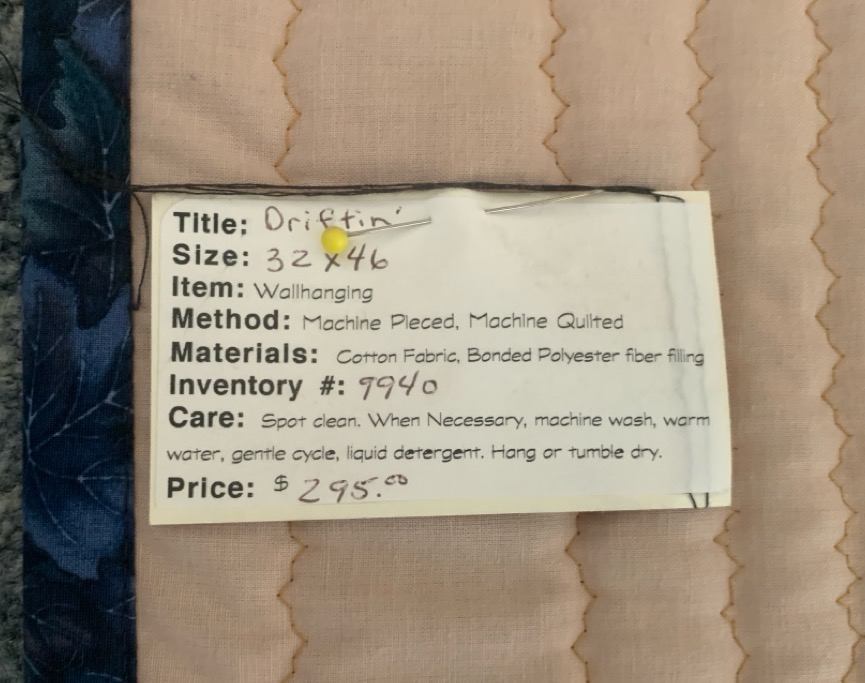 Title: Driftin'
Size: 32 x 46
Item: Wallhanging
Method: Machine Pieced, Machine Quilted
Materials: Cotton Fabric, Bonded Polyester fiber filling
Inventory #: 9940
Care: Spot clean. When Necessary, machine wash, warm
water, gentle cycle, liquid detergent. Hang or tumble dry.
Price: $ 295.00